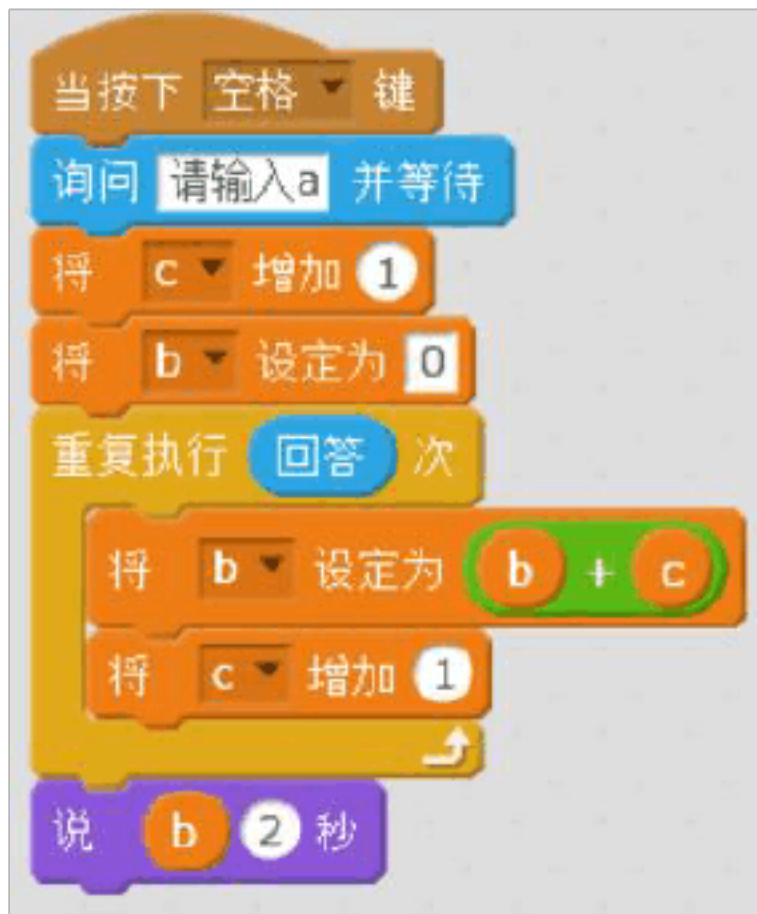 当按下 空格 键
询问 请输入a 并等待
将 c 增加 1
将 b 设定为 0
重复执行 回答 次
将 b 设定为 b + c
将 c 增加 1
说 b 2 秒